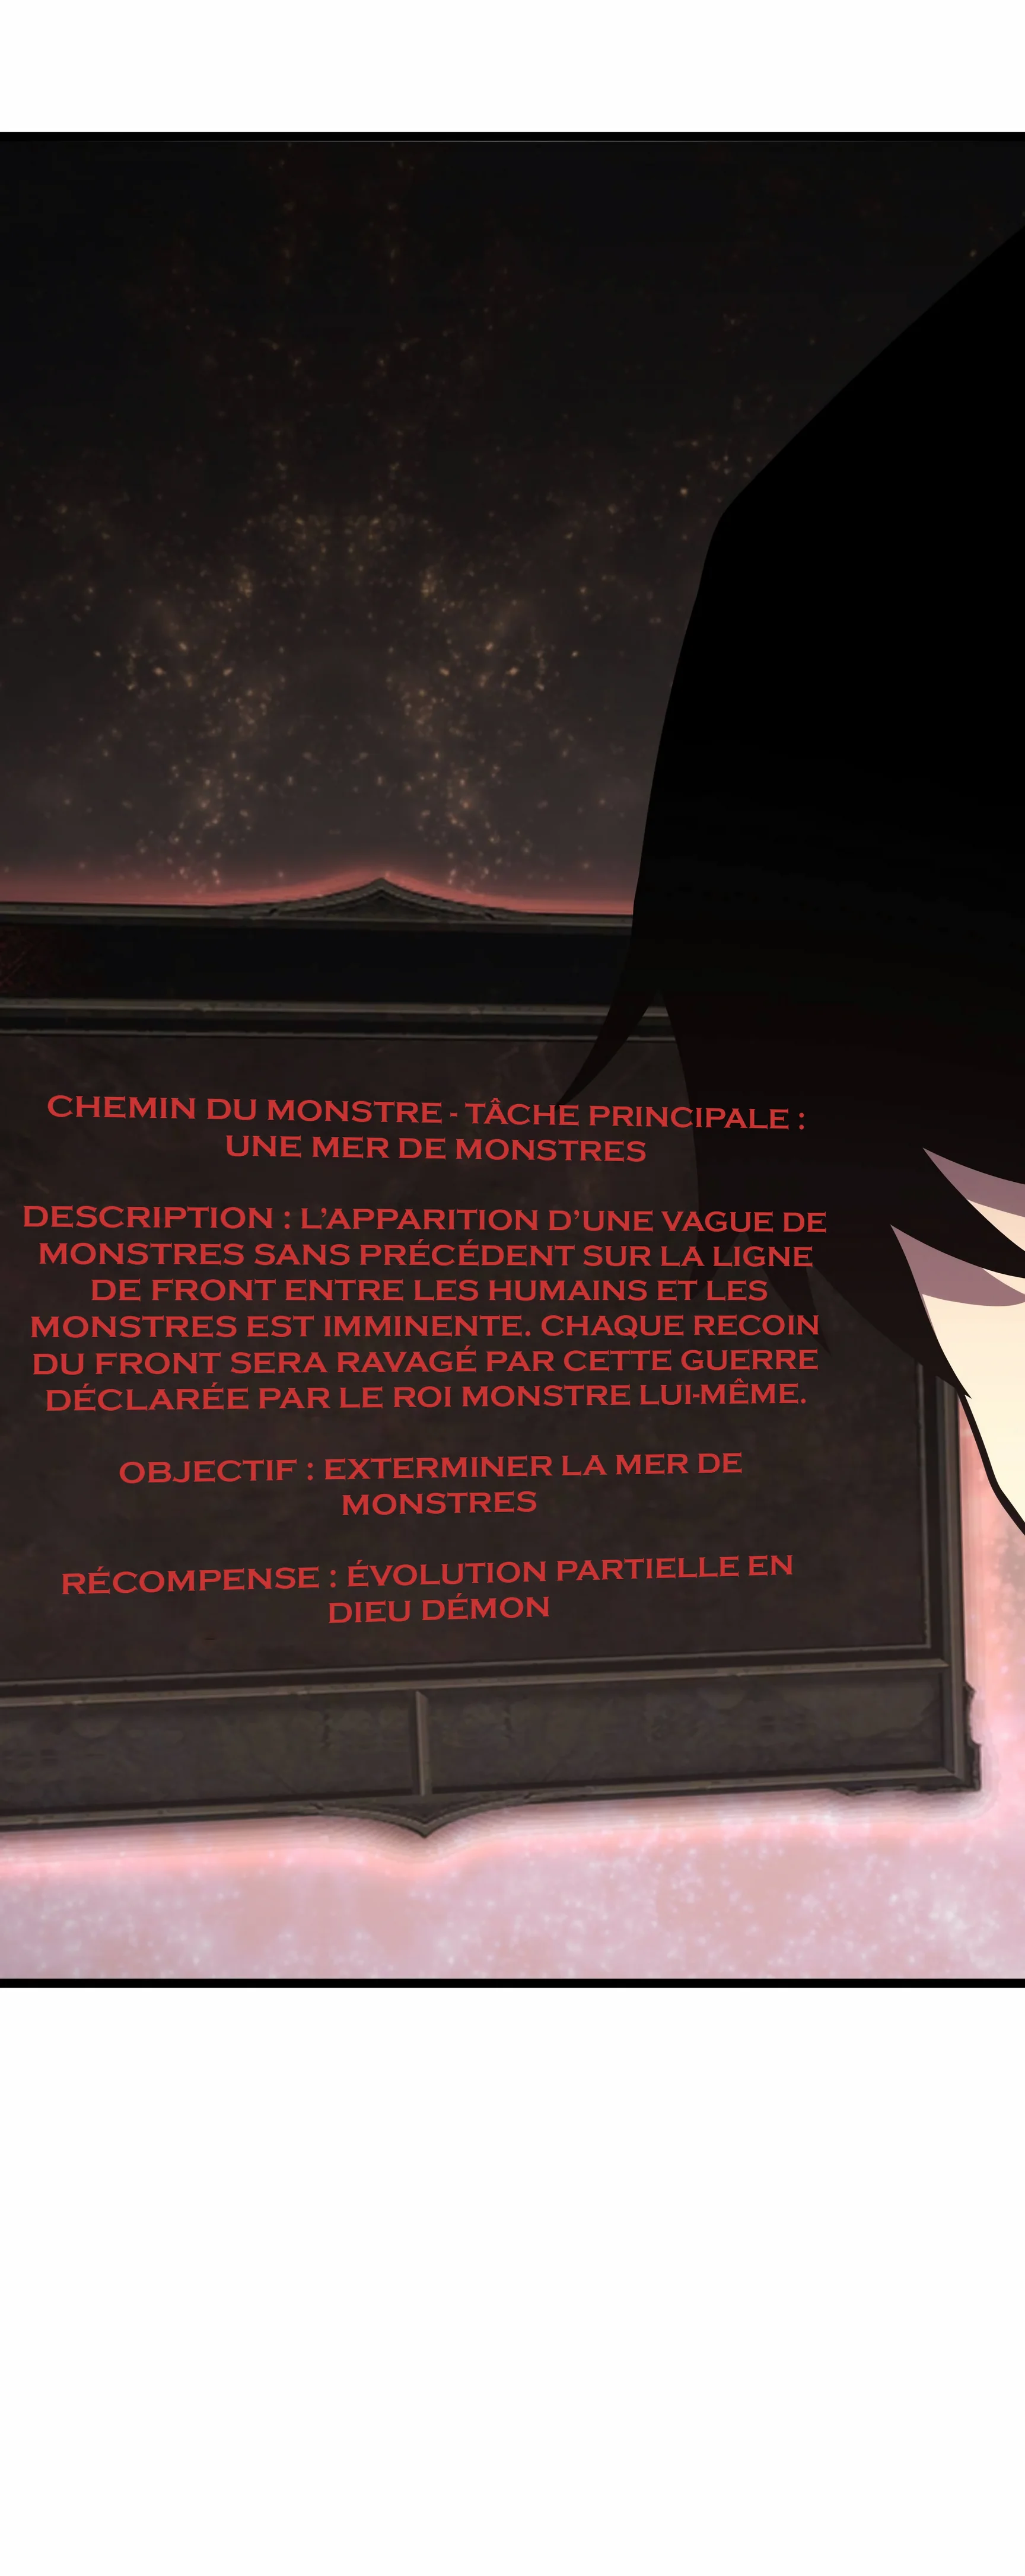 CHEMIN DU MONSTRE - TÂCHE PRINCIPALE :
UNE MER DE MONSTRES
DESCRIPTION : L'APPARITION D'UNE VAGUE DE
MONSTRES SANS PRÉCÉDENT SUR LA LIGNE
DE FRONT ENTRE LES HUMAINS ET LES
MONSTRES EST IMMINENTE. CHAQUE RECOIN
DU FRONT SERA RAVAGÉ PAR CETTE GUERRE
DÉCLARÉE PAR LE ROI MONSTRE LUI-MÊME.
OBJECTIF : EXTERMINER LA MER DE
MONSTRES
RÉCOMPENSE : ÉVOLUTION PARTIELLE EN
DIEU DÉMON